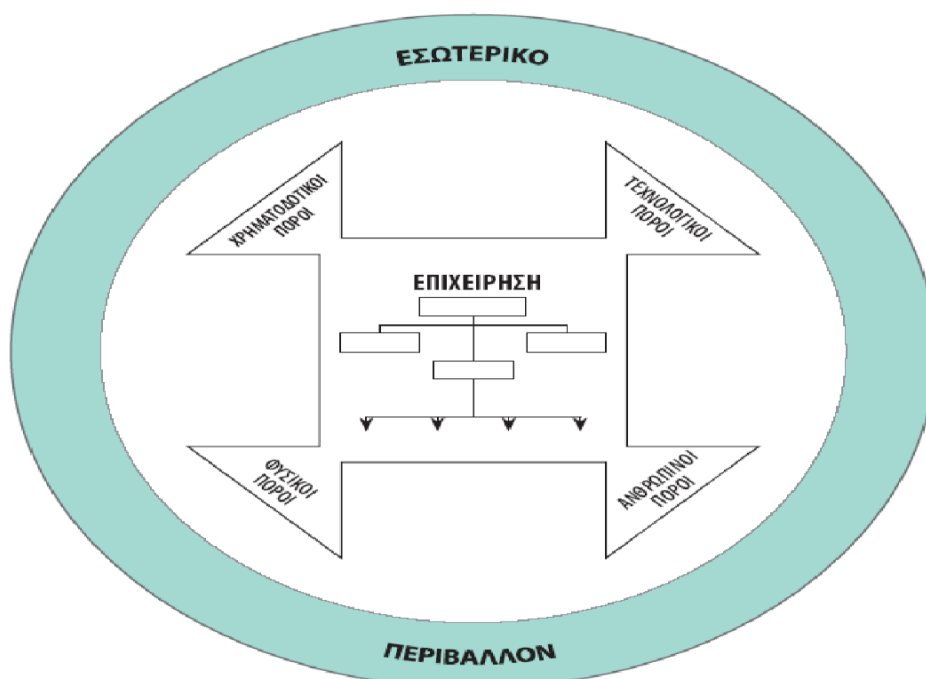 ΕΣΩΤΕΡΙΚΟ
ΧΡΗΜΑΤΟΔΟΤΙΚΟΙ
ΠΟΡΟΙ
ΤΕΧΝΟΛΟΓΙΚΟΙ
ΠΟΡΟΙ
ΕΠΙΧΕΙΡΗΣΗ
ΦΥΣΙΚΟΙ
ΠΟΡΟΙ
ΑΝΘΡΩΠΙΝΟΙ
ΠΟΡΟΙ
ΠΕΡΙΒΑΛΛΟΝ